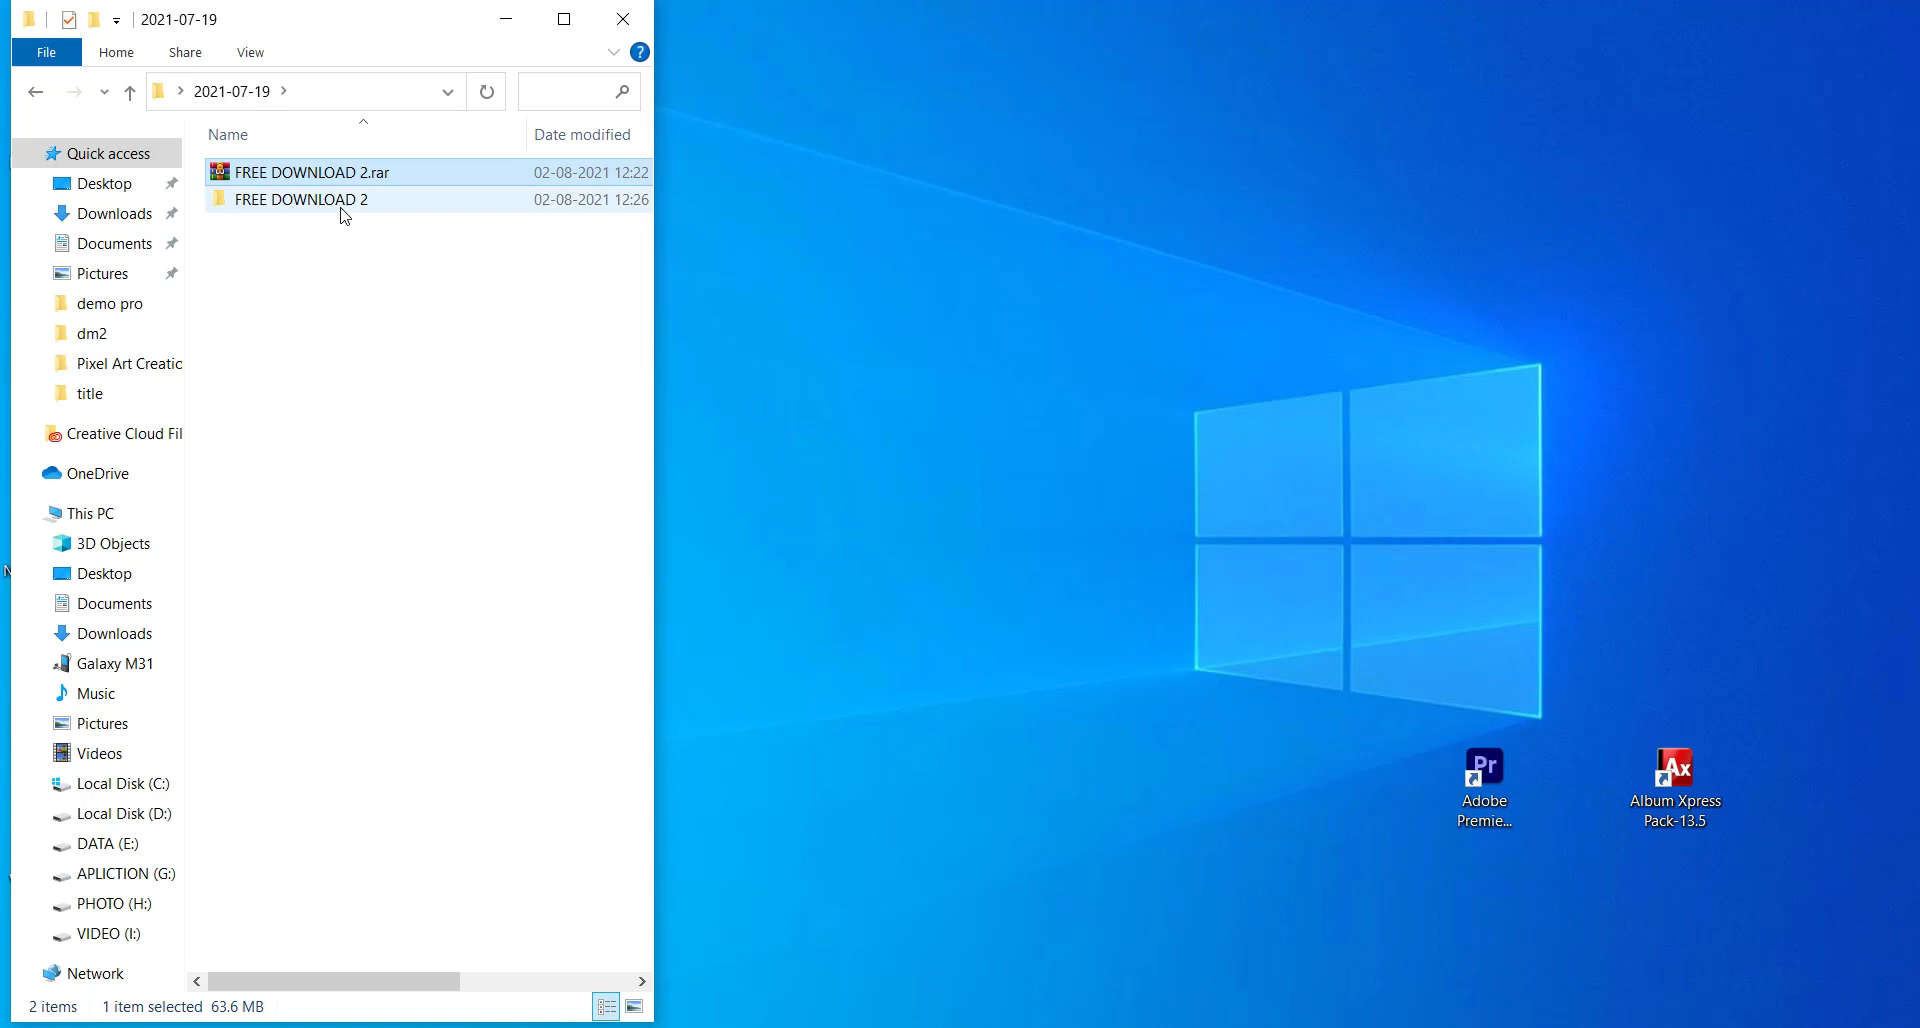 2021-07-19
File Home Share View
2021-07-19
Name Date modified
FREE DOWNLOAD 2.rar 02-08-2021 12:22
FREE DOWNLOAD 2 02-08-2021 12:26
Quick access
Desktop
Downloads
Documents
Pictures
demo pro
dm2
Pixel Art Creatic
title
Creative Cloud Fil
OneDrive
This PC
3D Objects
Desktop
Documents
Downloads
Galaxy M31
Music
Pictures
Videos
Local Disk (C:)
Local Disk (D:)
DATA (E:)
APLICTION (G:)
PHOTO (H:)
VIDEO (I:)
Network
2 items 1 item selected 63.6 MB
Pr
Adobe
Premie...
Ax
Album Xpress
Pack-13.5